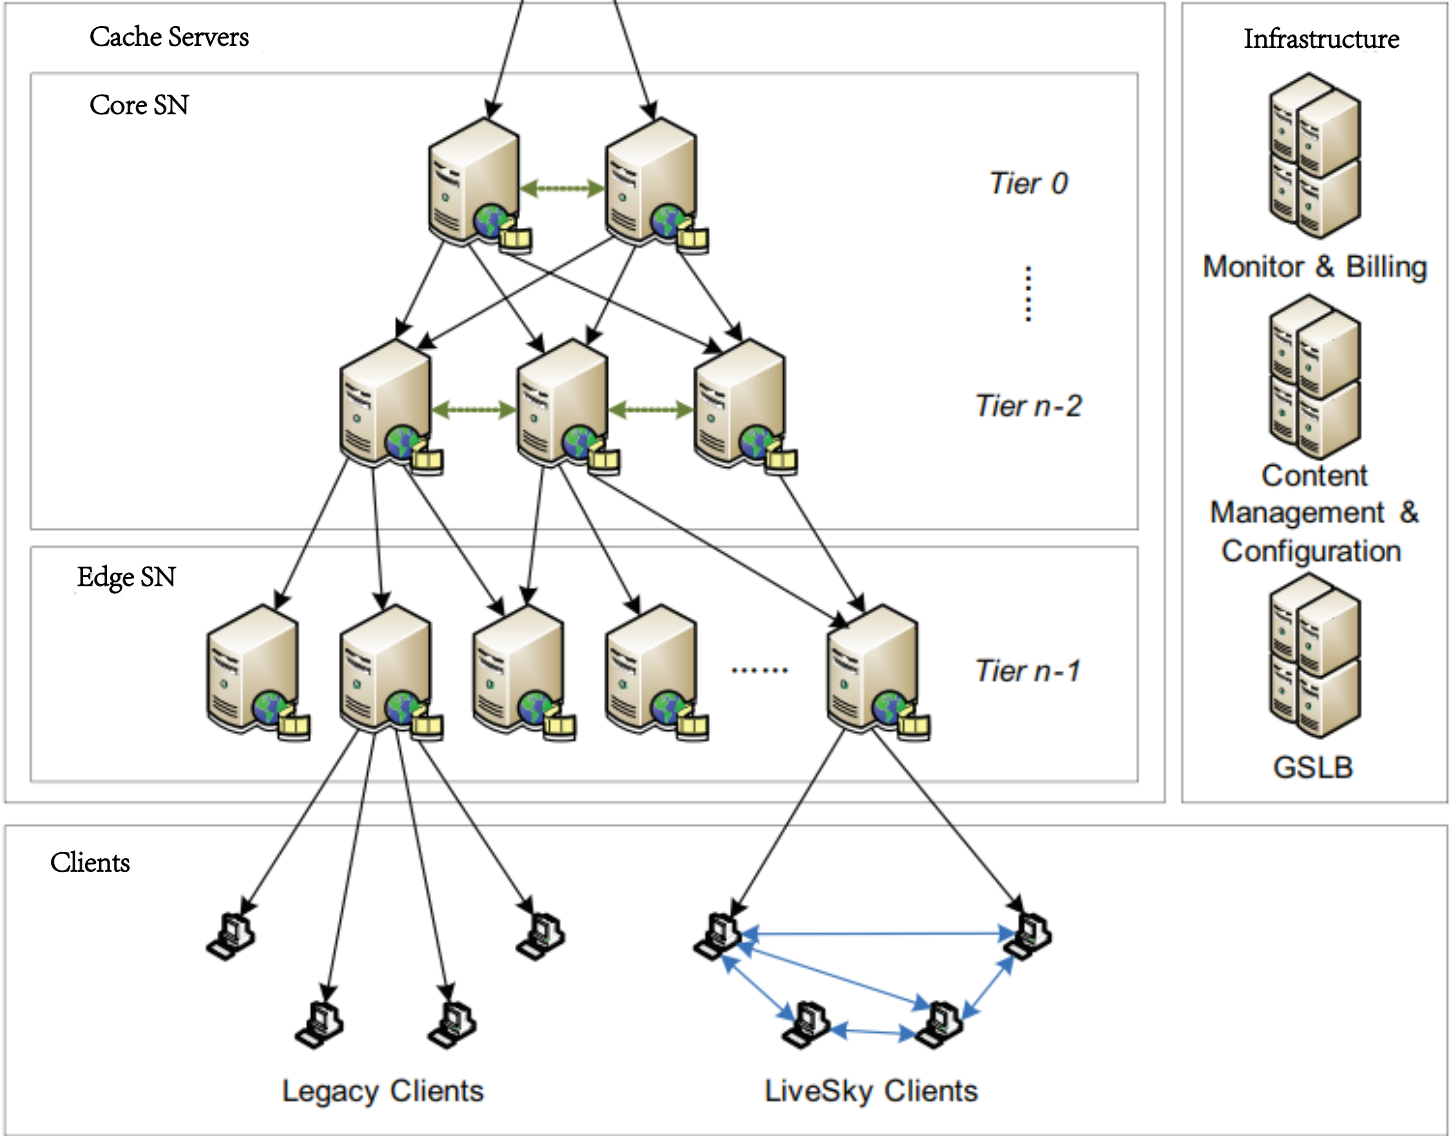 Cache Servers
Core SN
Tier 0
Tier n-2
Edge SN
Tier n-1
......
Clients
Legacy Clients
LiveSky Clients
Infrastructure
Monitor & Billing
Content
Management &
Configuration
GSLB